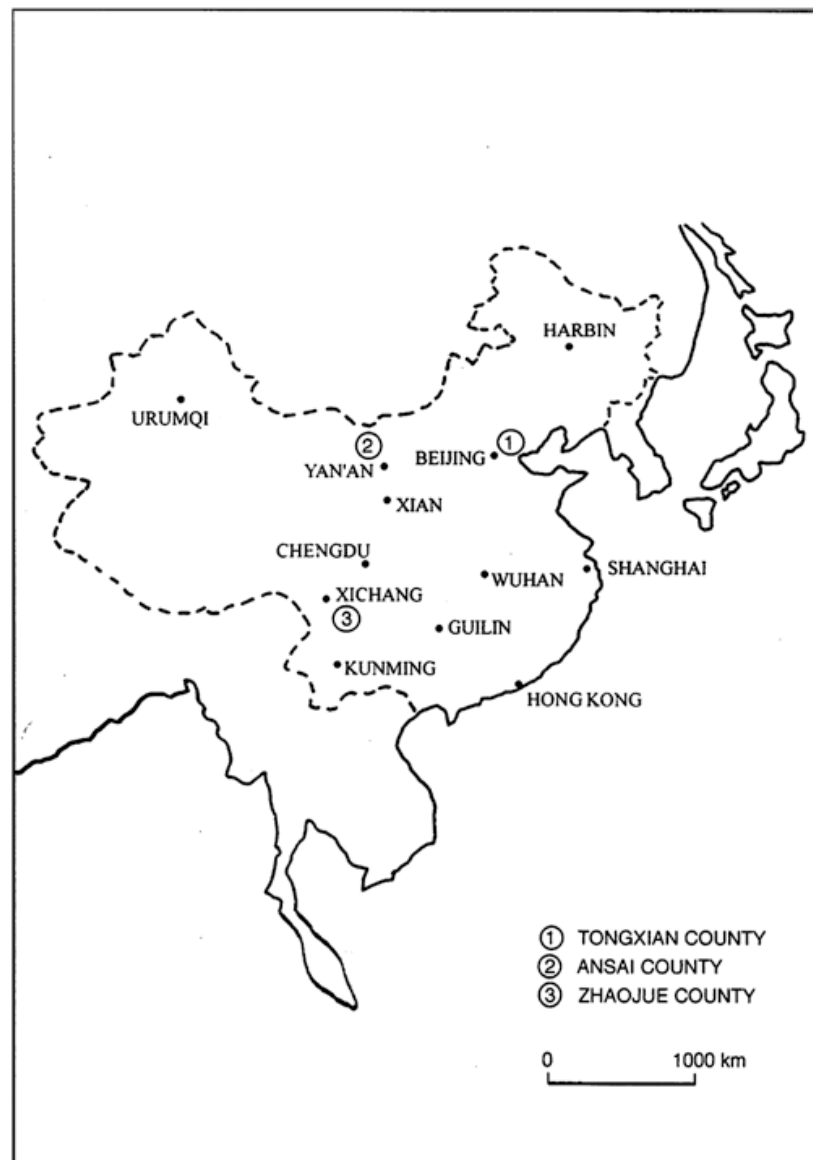 HARBIN
URUMQI
② YAN'AN
BEIJING ①
XIAN
CHENGDU
WUHAN
SHANGHAI
XICHANG
③
GUILIN
KUNMING
HONG KONG
① TONGXIAN COUNTY
② ANSAI COUNTY
③ ZHAOJUE COUNTY
0 1000 km